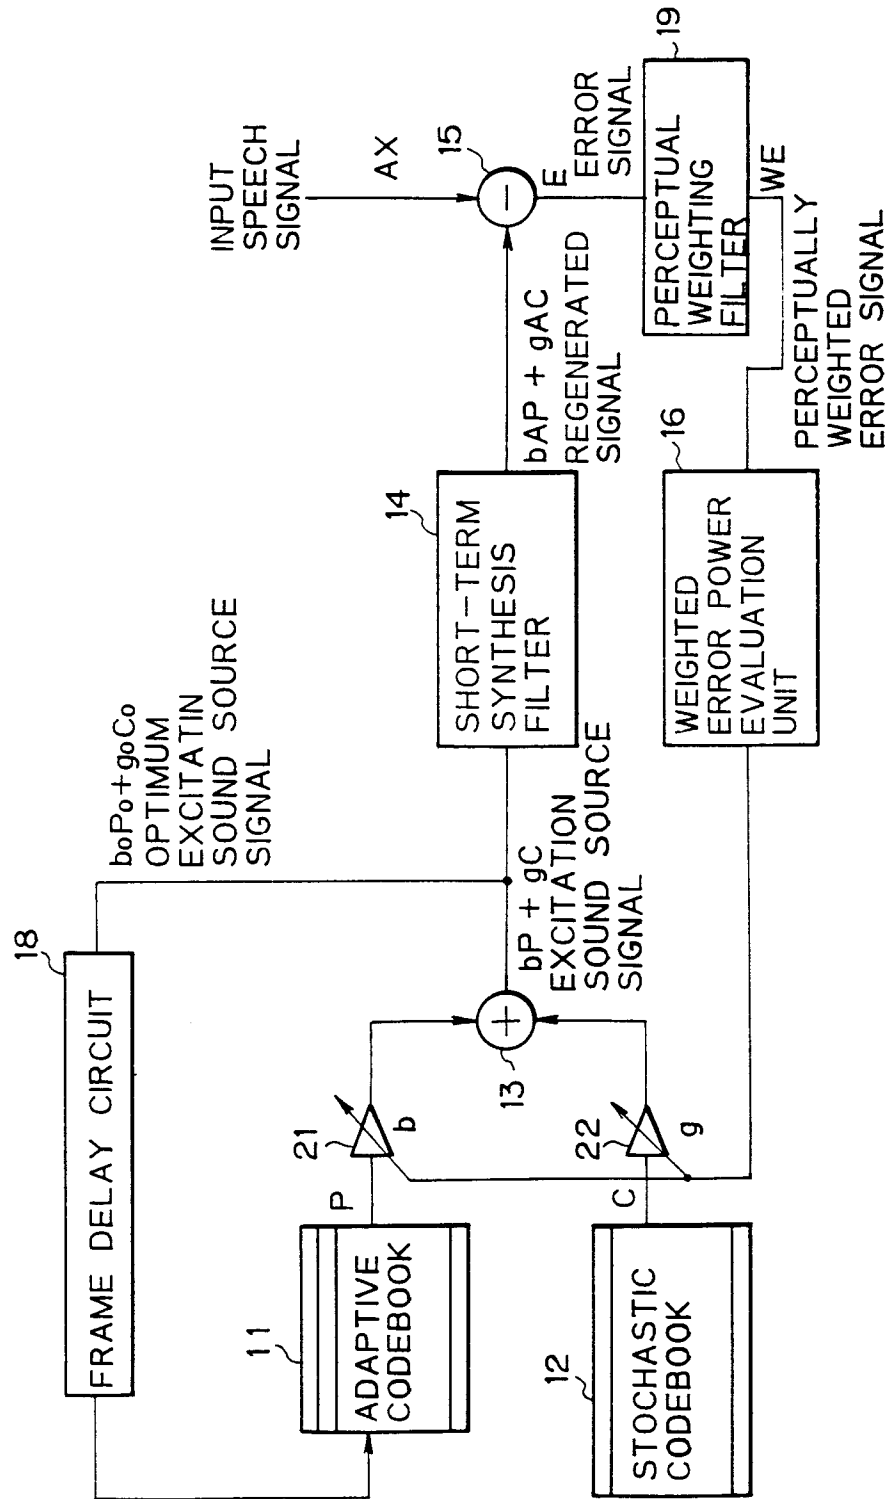 18
FRAME DELAY CIRCUIT
boPo+goCo
OPTIMUM
EXCITATIN
SOUND SOURCE
SIGNAL
INPUT
SPEECH
SIGNAL
AX
11
ADAPTIVE
CODEBOOK
P
21
b
13
bP + gC
EXCITATION
SOUND SOURCE
SIGNAL
14
SHORT-TERM
SYNTHESIS
FILTER
bAP + gAC
REGENERATED
SIGNAL
15
E
ERROR
SIGNAL
12
STOCHASTIC
CODEBOOK
C
22
g
16
WEIGHTED
ERROR POWER
EVALUATION
UNIT
19
PERCEPTUAL
WEIGHTING
FILTER
WE
PERCEPTUALLY
WEIGHTED
ERROR SIGNAL